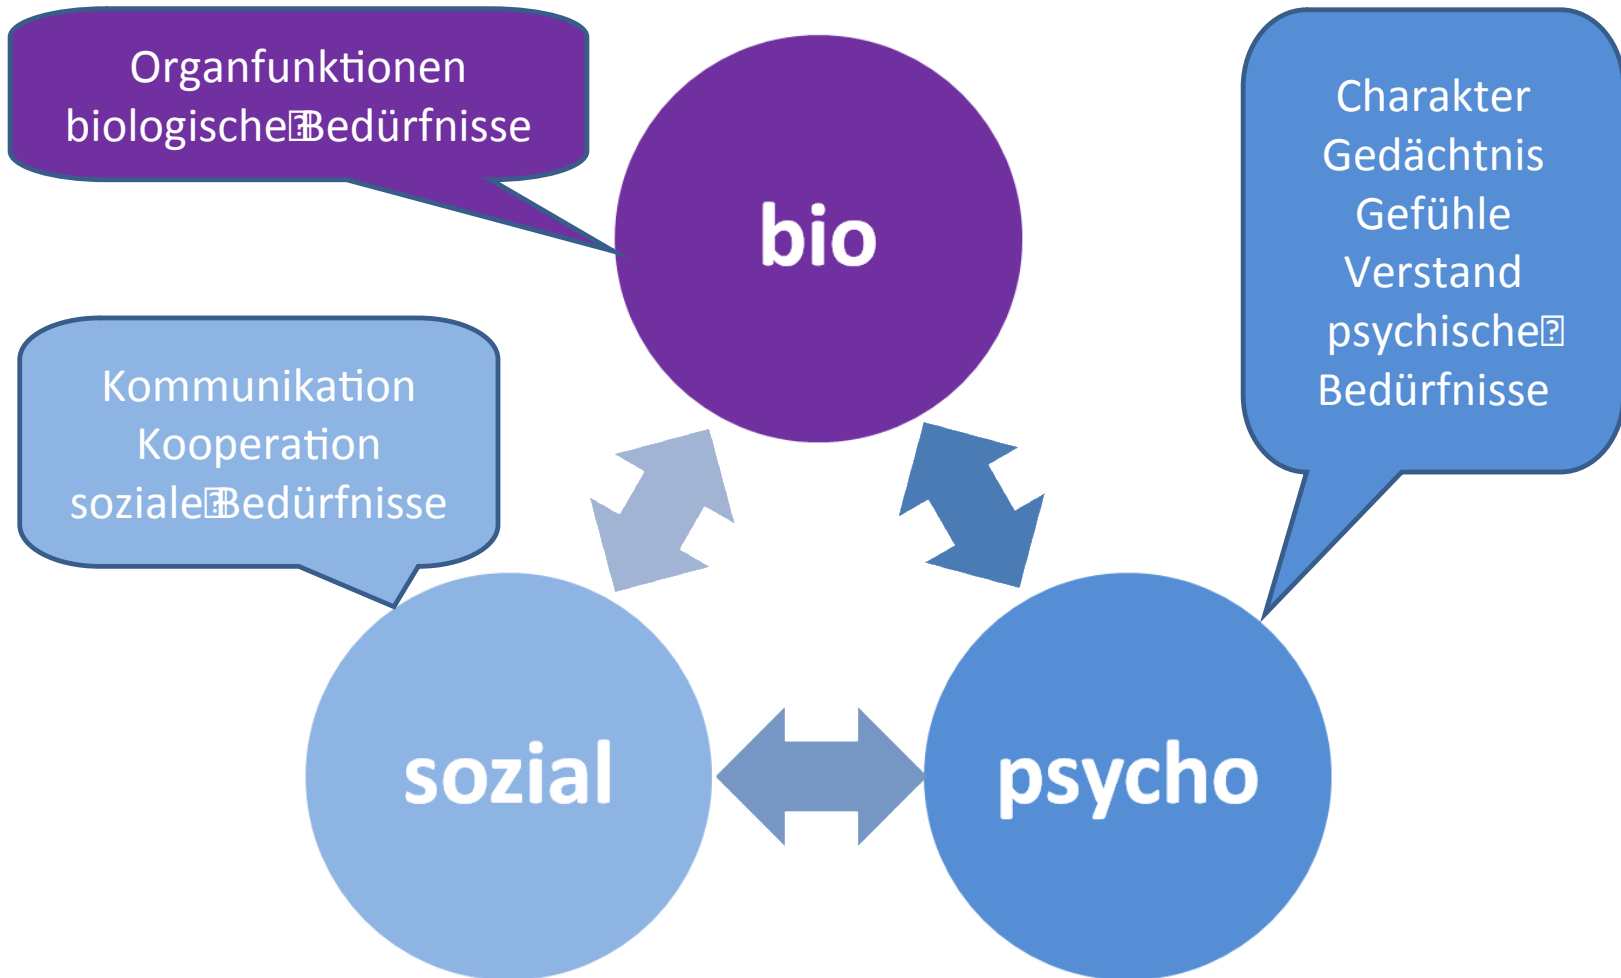 Organfunktionen
biologische Bedürfnisse
bio
Charakter
Gedächtnis
Gefühle
Verstand
psychische
Bedürfnisse
Kommunikation
Kooperation
soziale Bedürfnisse
sozial
psycho